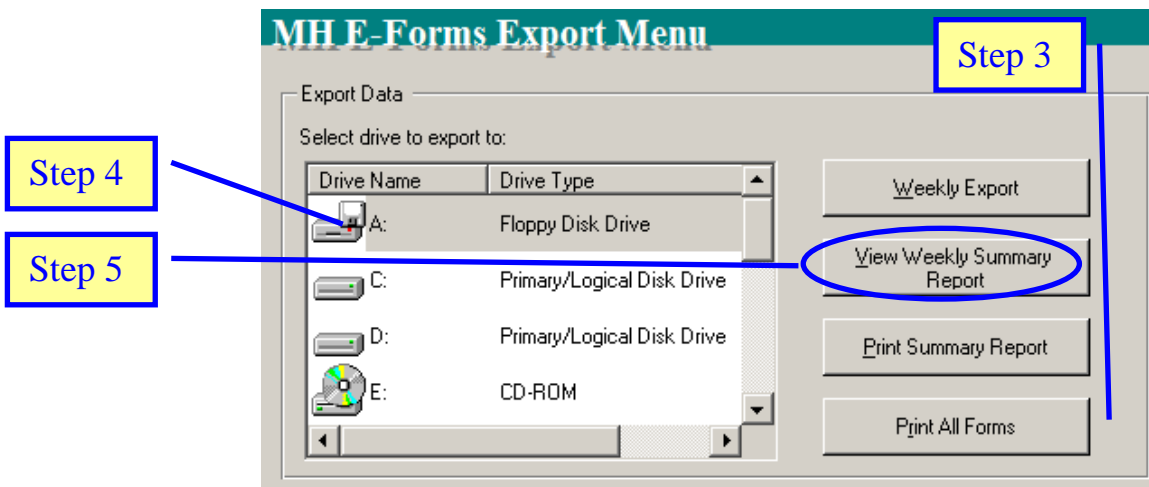 MH E-Forms Export Menu
Step 3
Export Data
Select drive to export to:
Step 4
Drive Name Drive Type
Weekly Export
A: Floppy Disk Drive
Step 5
View Weekly Summary
Report
C: Primary/Logical Disk Drive
D: Primary/Logical Disk Drive
Print Summary Report
E: CD-ROM
Print All Forms